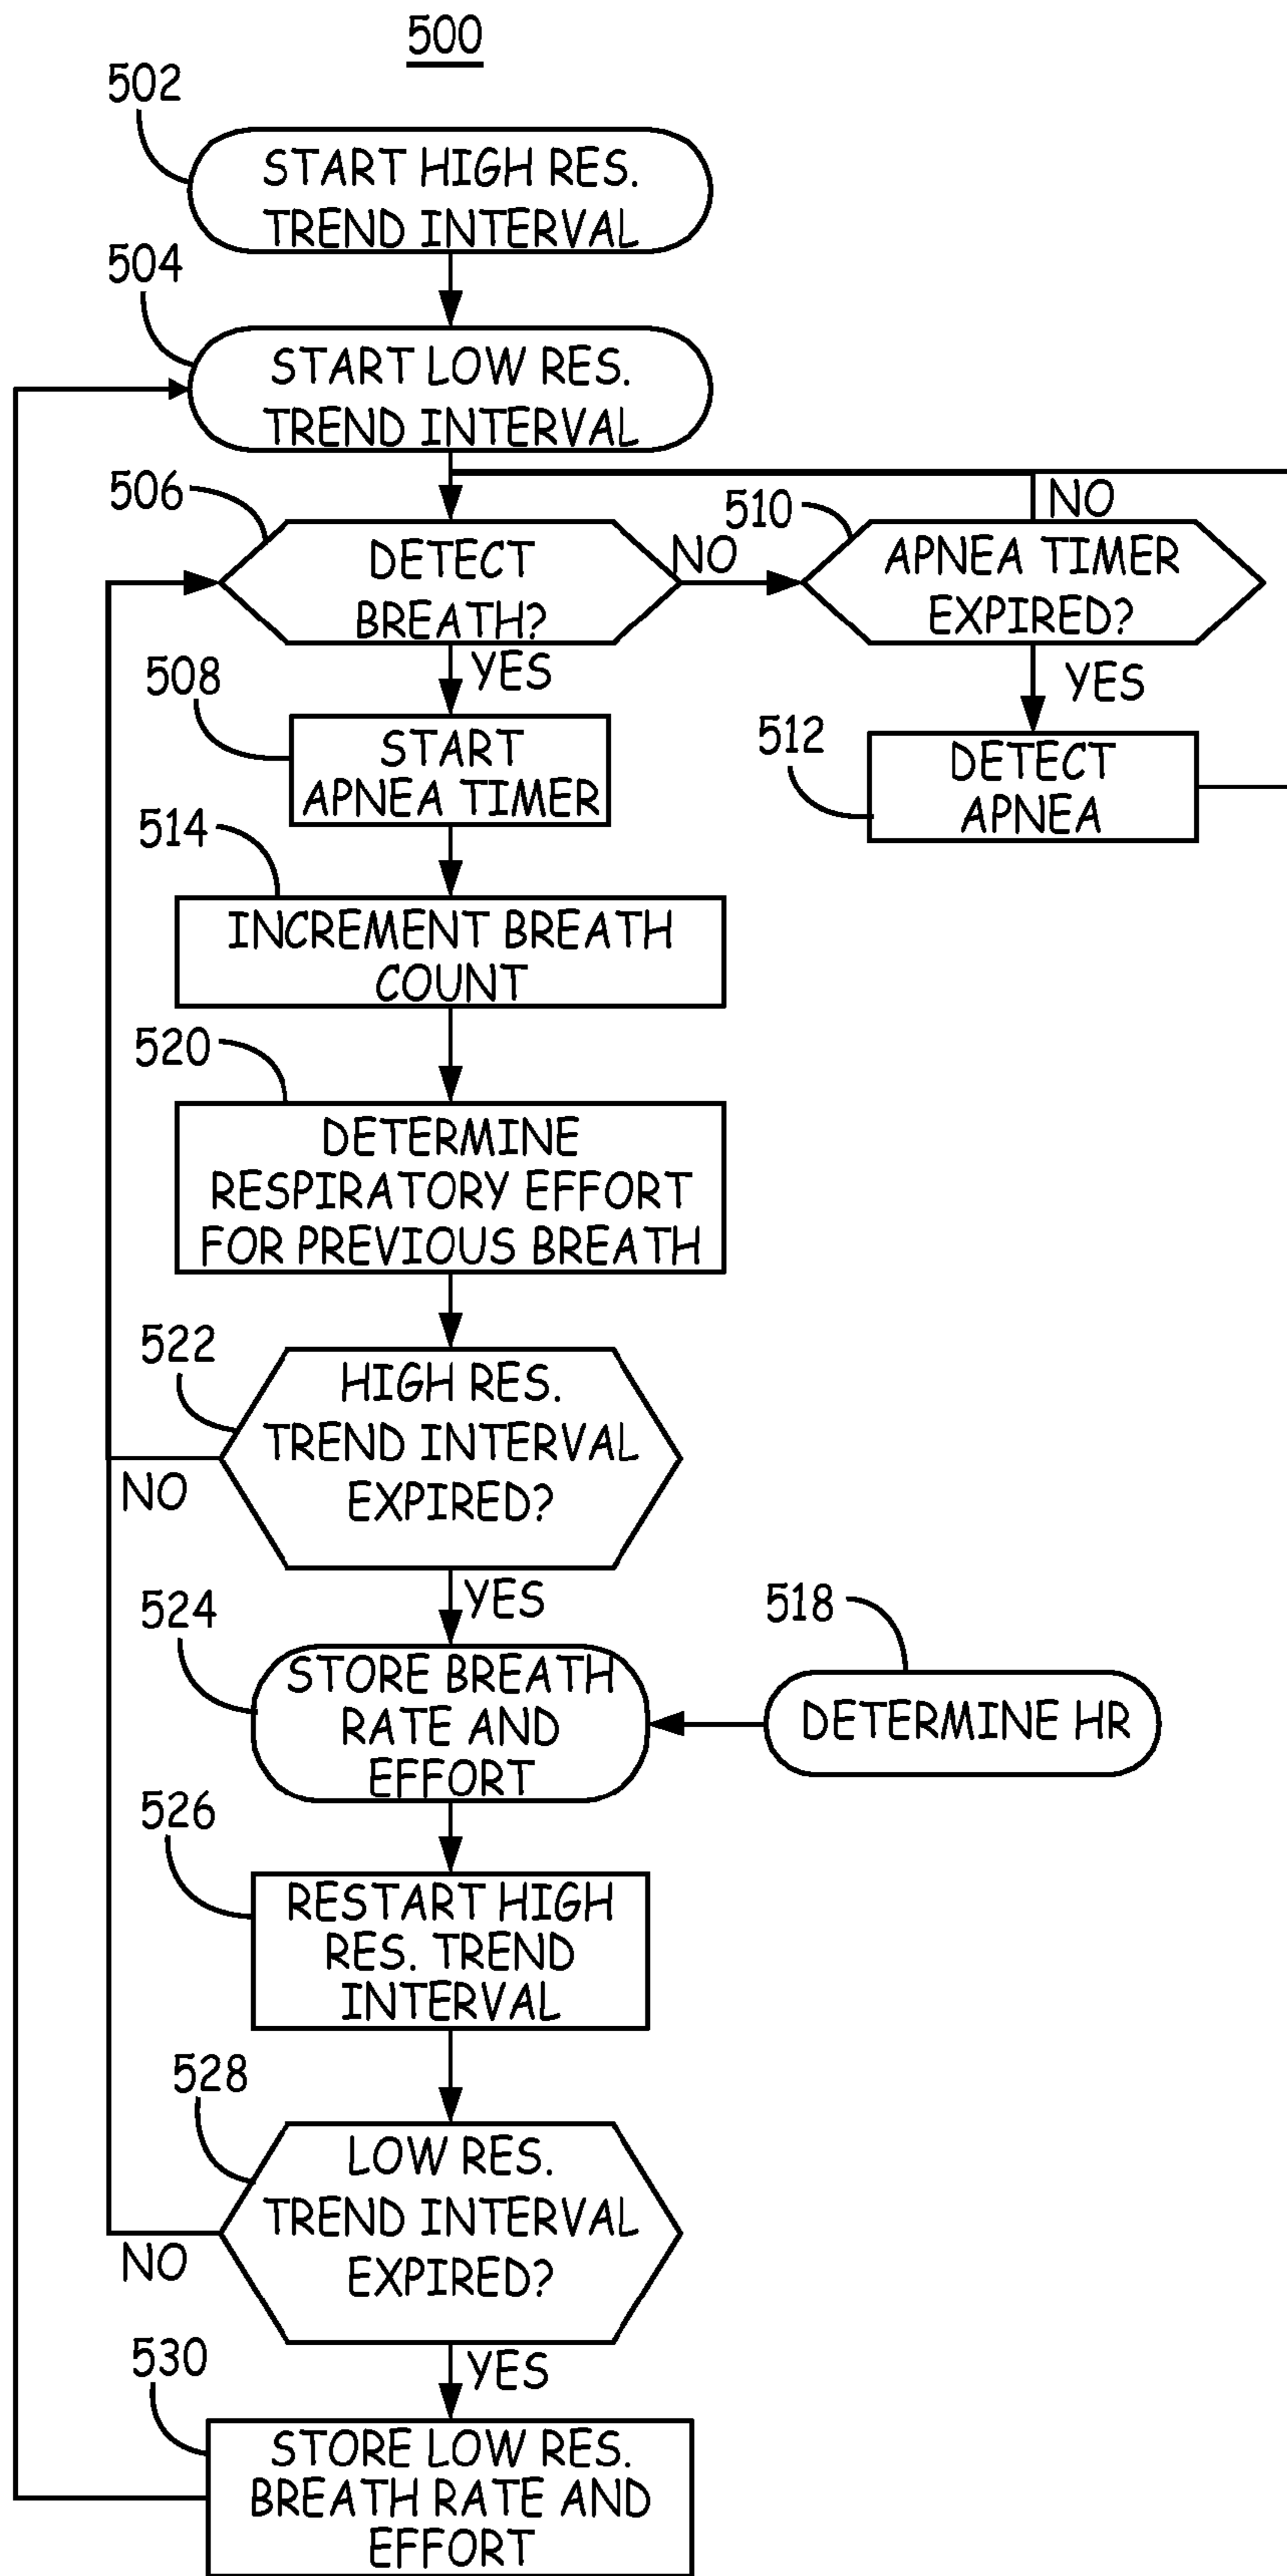 500
502
START HIGH RES.
TREND INTERVAL
504
START LOW RES.
TREND INTERVAL
506
DETECT
BREATH?
NO
510
NO
APNEA TIMER
EXPIRED?
YES
YES
508
START
APNEA TIMER
512
DETECT
APNEA
514
INCREMENT BREATH
COUNT
520
DETERMINE
RESPIRATORY EFFORT
FOR PREVIOUS BREATH
522
HIGH RES.
TREND INTERVAL
EXPIRED?
NO
YES
524
STORE BREATH
RATE AND
EFFORT
518
DETERMINE HR
526
RESTART HIGH
RES. TREND
INTERVAL
528
LOW RES.
TREND INTERVAL
EXPIRED?
NO
YES
530
STORE LOW RES.
BREATH RATE AND
EFFORT